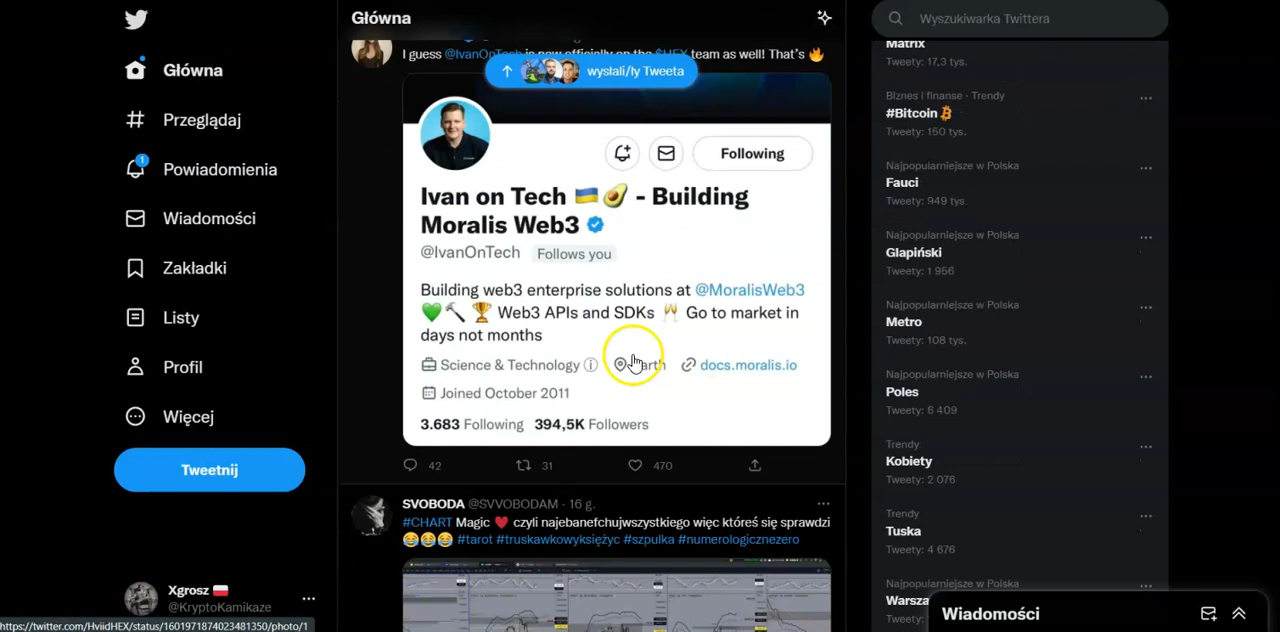 Główna
Przeglądaj
1
Powiadomienia
Wiadomości
Zakładki
Listy
Profil
Więcej
Tweetnij
Xgrosz 🇵🇱
@KryptoKamikaze
https://twitter.com/HviidHEX/status/1601971874023481350/photo/1
Główna
I guess @IvanOnTech is now officially on the $HEX team as well! That's 🔥
wysłali/ły Tweeta
Following
Ivan on Tech 🇺🇦🥑 - Building
Moralis Web3
@IvanOnTech Follows you
Building web3 enterprise solutions at @MoralisWeb3
💚🔨 🏆 Web3 APIs and SDKs 🥂 Go to market in
days not months
Science & Technology Earth docs.moralis.io
Joined October 2011
3.683 Following 394,5K Followers
42 31 470
SVOBODA @SVVOBODAM · 16 g.
#CHART Magic ❤️ czyli najebanefchujwszystkiego więc któreś się sprawdzi
😂😂😂 #tarot #truskawkowyksiężyc #szpulka #numerologicznezero
Wyszukiwarka Twittera
Matrix
Tweety: 17,3 tys.
Biznes i finanse · Trendy
#Bitcoin
Tweety: 150 tys.
Najpopularniejsze w Polska
Fauci
Tweety: 949 tys.
Najpopularniejsze w Polska
Glapiński
Tweety: 1 956
Najpopularniejsze w Polska
Metro
Tweety: 108 tys.
Najpopularniejsze w Polska
Poles
Tweety: 6 409
Trendy
Kobiety
Tweety: 2 076
Trendy
Tuska
Tweety: 4 676
Najpopularniejsze w Polska
Warsza
Wiadomości